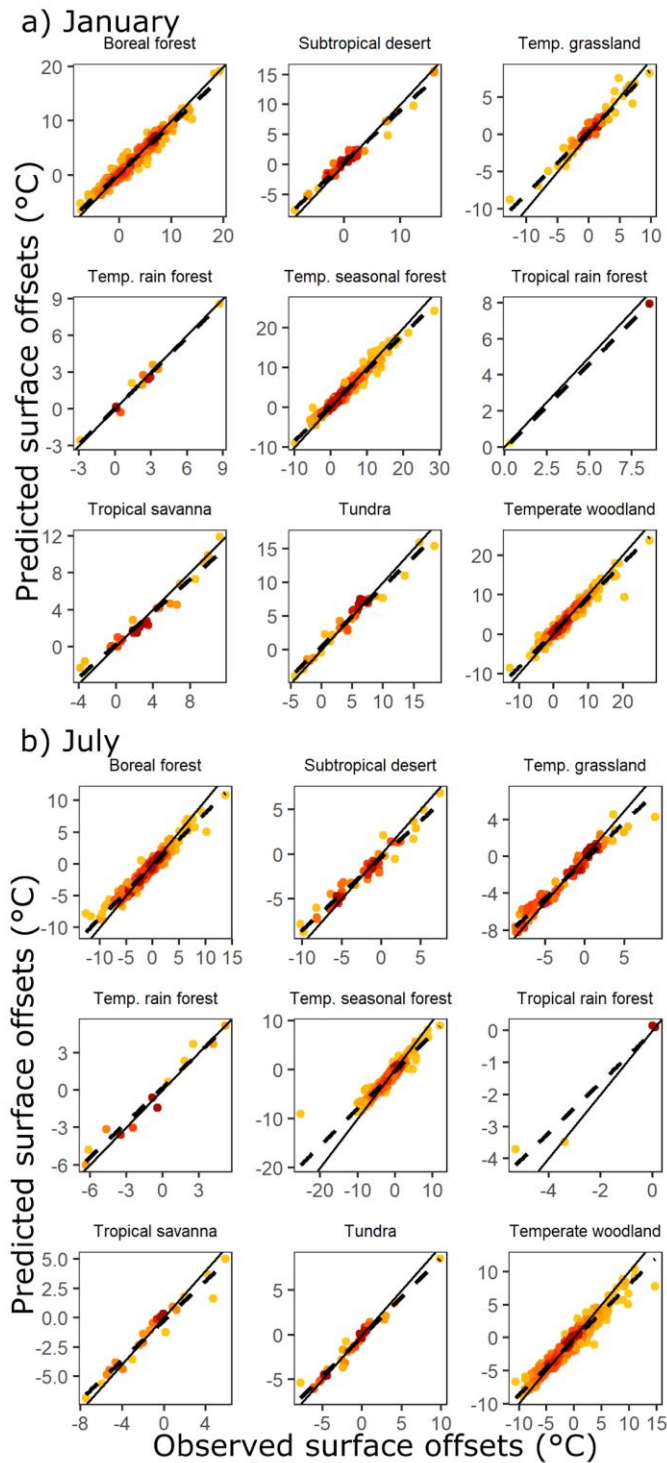 a) January
Boreal forest Subtropical desert Temp. grassland
20 15 5
10 10 0
0 5 -5
0 -10
-5
0 10 20 0 10 -10 -5 0 5 10
Temp. rain forest Temp. seasonal forest Tropical rain forest
9 20 8
6 10 6
3 0 4
0 -10 2
-3 0
-3 0 3 6 9 -10 0 10 20 30 0.0 2.5 5.0 7.5
Tropical savanna Tundra Temperate woodland
12 15 20
8 10 10
4 5 0
0 0 -10
-4 0 4 8 -5 0 5 10 15 -10 0 10 20
Predicted surface offsets (°C)
b) July
Boreal forest Subtropical desert Temp. grassland
10 5 4
5 0 0
0 -5 -4
-5 -8
-10
-10 -5 0 5 10 15 -10 -5 0 5 -5 0 5
Temp. rain forest Temp. seasonal forest Tropical rain forest
3 10 0
0 0 -1
-3 -10 -2
-6 -20 -3
-4
-6 -3 0 3 -20 -10 0 10 -4 -2 0
Tropical savanna Tundra Temperate woodland
5.0 5 10
2.5 0 5
0.0 -5 0
-2.5 -5
-5.0 -10
-8 -4 0 4 -5 0 5 10 -10 -5 0 5 10 15
Predicted surface offsets (°C)
Observed surface offsets (°C)